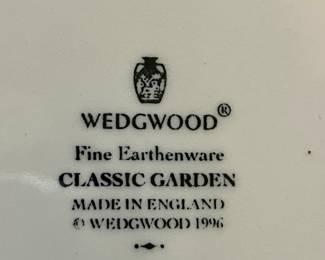 WEDGWOOD®
Fine Earthenware
CLASSIC GARDEN
MADE IN ENGLAND
© WEDGWOOD 1996